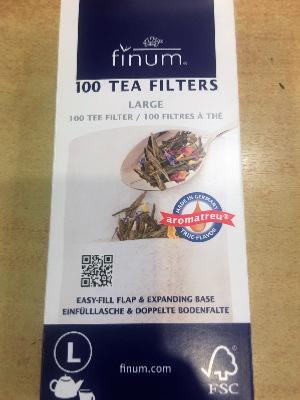 finum®
100 TEA FILTERS
LARGE
100 TEE FILTER / 100 FILTRES À THÉ
MADE IN GERMANY
aromatreu®
TRUE-FLAVOR
EASY-FILL FLAP & EXPANDING BASE
EINFÜLLLASCHE & DOPPELTE BODENFALTE
L
finum.com
FSC